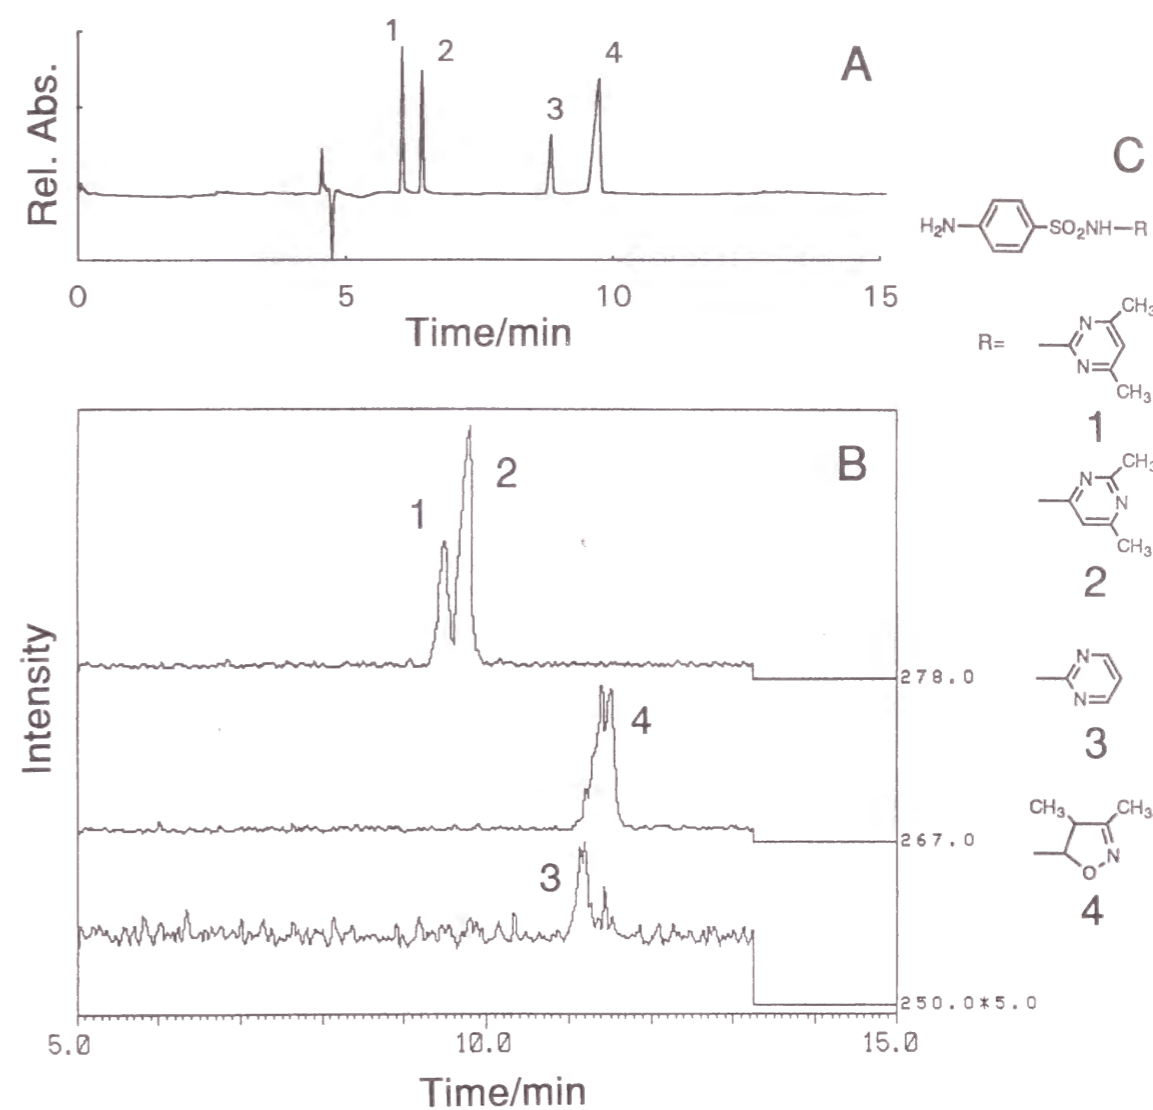 1
2
4
A
3
Rel. Abs.
0
5
10
15
Time/min
C
H₂N
SO₂NH—R
R=
N
CH₃
N
CH₃
1
N
CH₃
N
CH₃
2
N
N
3
CH₃
CH₃
N
O
4
B
2
1
278.0
4
267.0
3
250.0*5.0
Intensity
5.0
10.0
15.0
Time/min